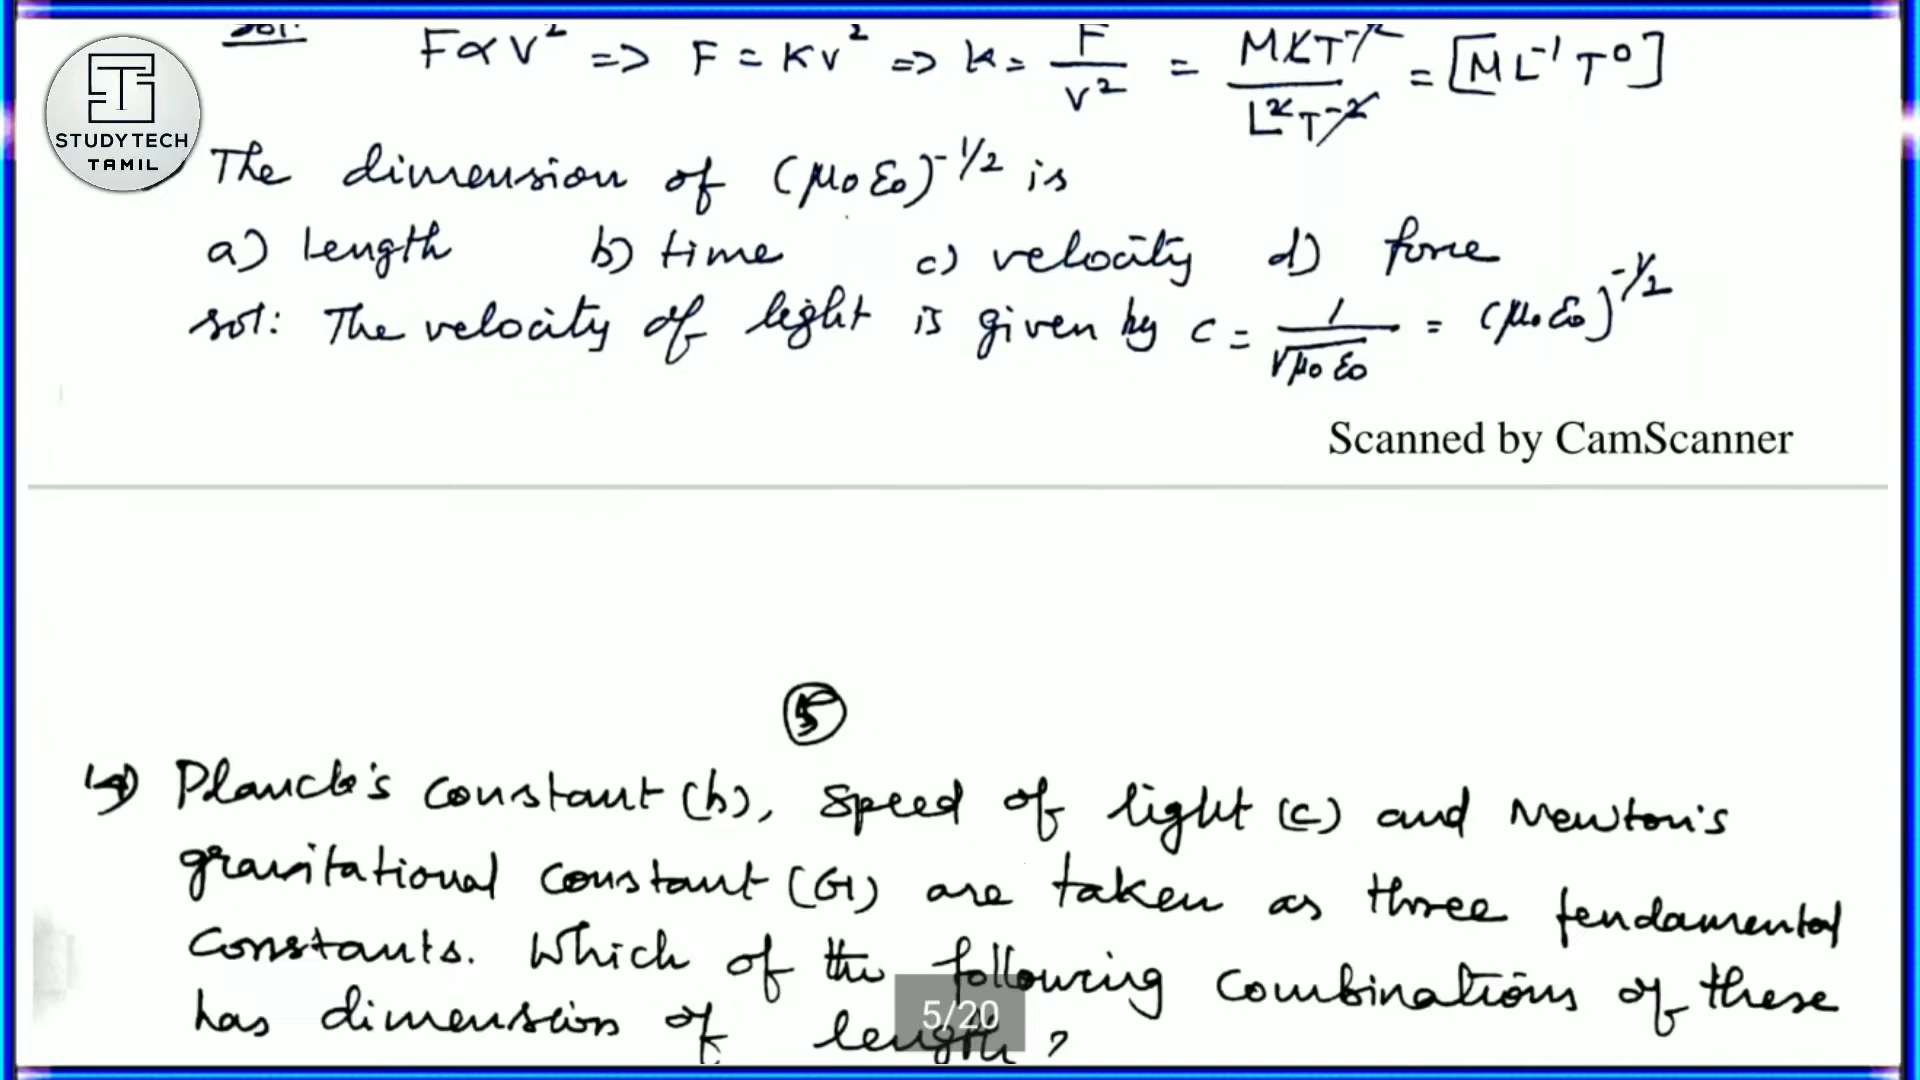 sol: F ∝ V² => F = KV² => k = F/V² = MLT⁻²/L²T⁻² = [ML⁻¹T⁰]
STUDYTECH
TAMIL
The dimension of (μ₀ε₀)⁻¹/² is
a) length b) time c) velocity d) force
sol: The velocity of light is given by c = 1/√μ₀ε₀ = (μ₀ε₀)⁻¹/²
Scanned by CamScanner
5
Planck's constant (h), speed of light (c) and Newton's
gravitational constant (G) are taken as three fendamental
constants. Which of the following combinations of these
has dimension of length?
5/20